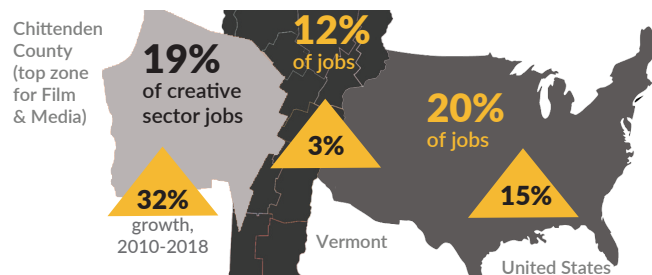 Chittenden
County
(top zone
for Film
& Media)
19%
of creative
sector jobs
32%
growth,
2010-2018
12%
of jobs
3%
Vermont
20%
of jobs
15%
United States